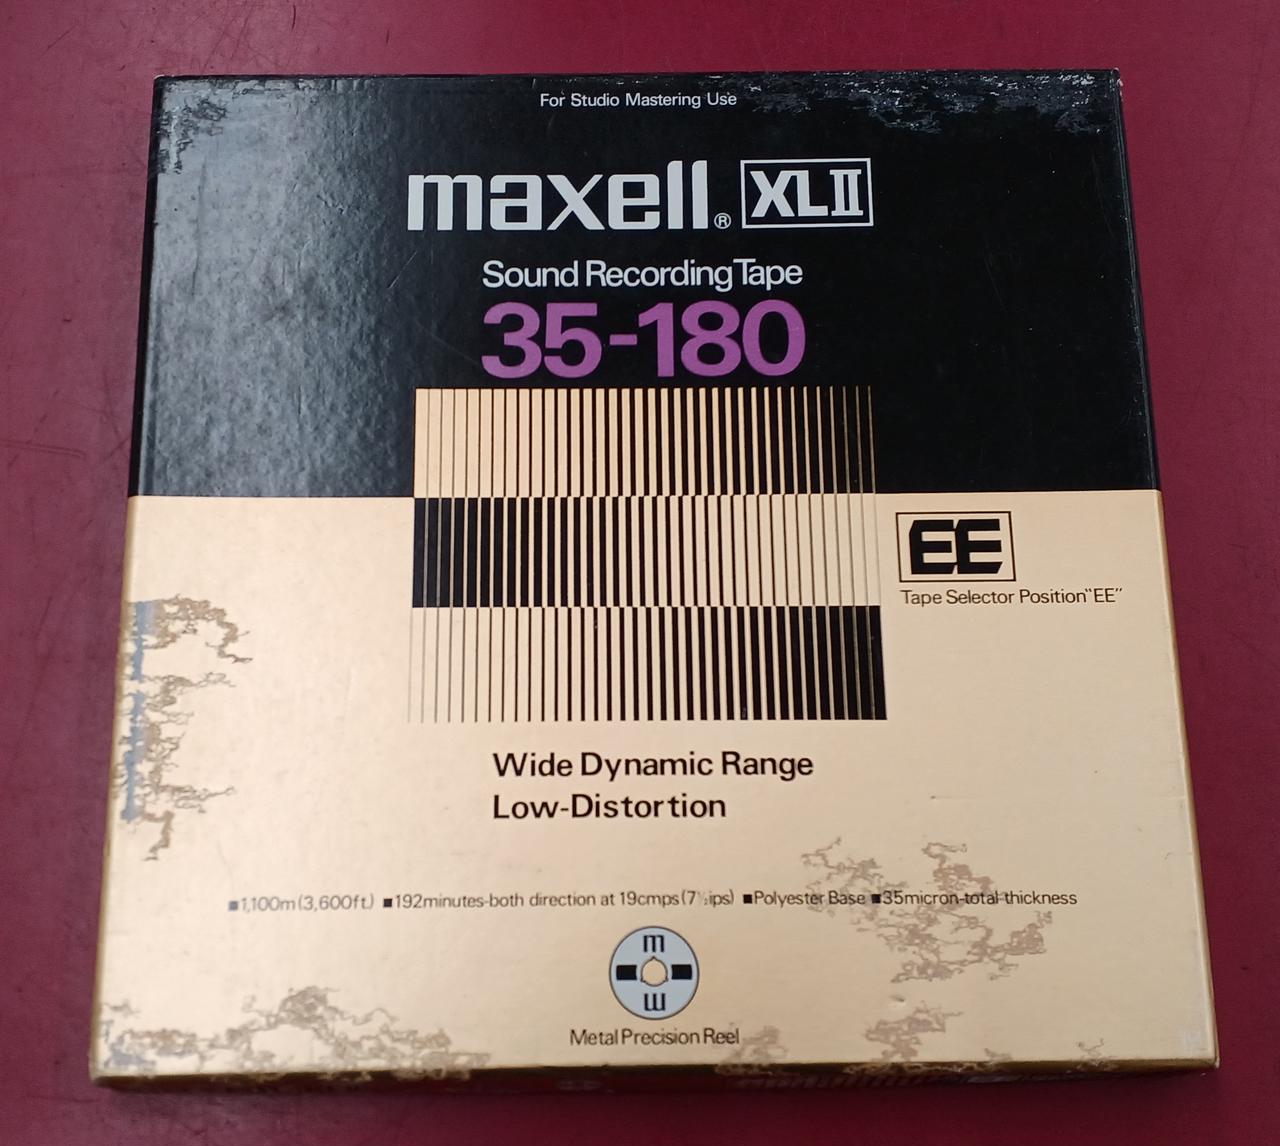 For Studio Mastering Use
maxell® XLII
Sound Recording Tape
35-180
EE
Tape Selector Position"EE"
Wide Dynamic Range
Low-Distortion
■1,100m(3,600ft.) ■192minutes-both direction at 19cmps(7½ips) ■Polyester Base ■35micron-total-thickness
m
m
Metal Precision Reel